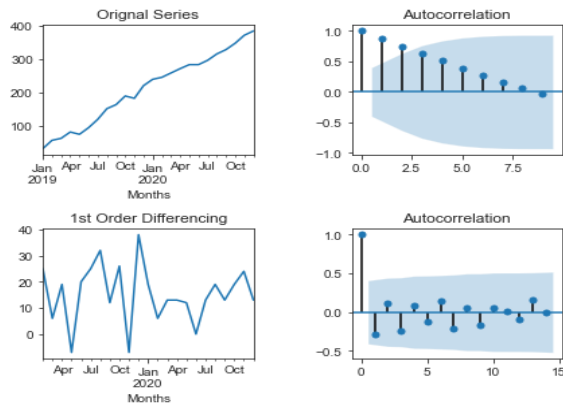 Orignal Series
400
300
200
100
Jan Apr Jul Oct Jan Apr Jul Oct
2019 2020
Months
Autocorrelation
1.0
0.5
0.0
−0.5
−1.0
0.0 2.5 5.0 7.5
1st Order Differencing
40
30
20
10
0
Apr Jul Oct Jan Apr Jul Oct
2020
Months
Autocorrelation
1.0
0.5
0.0
−0.5
0 5 10 15